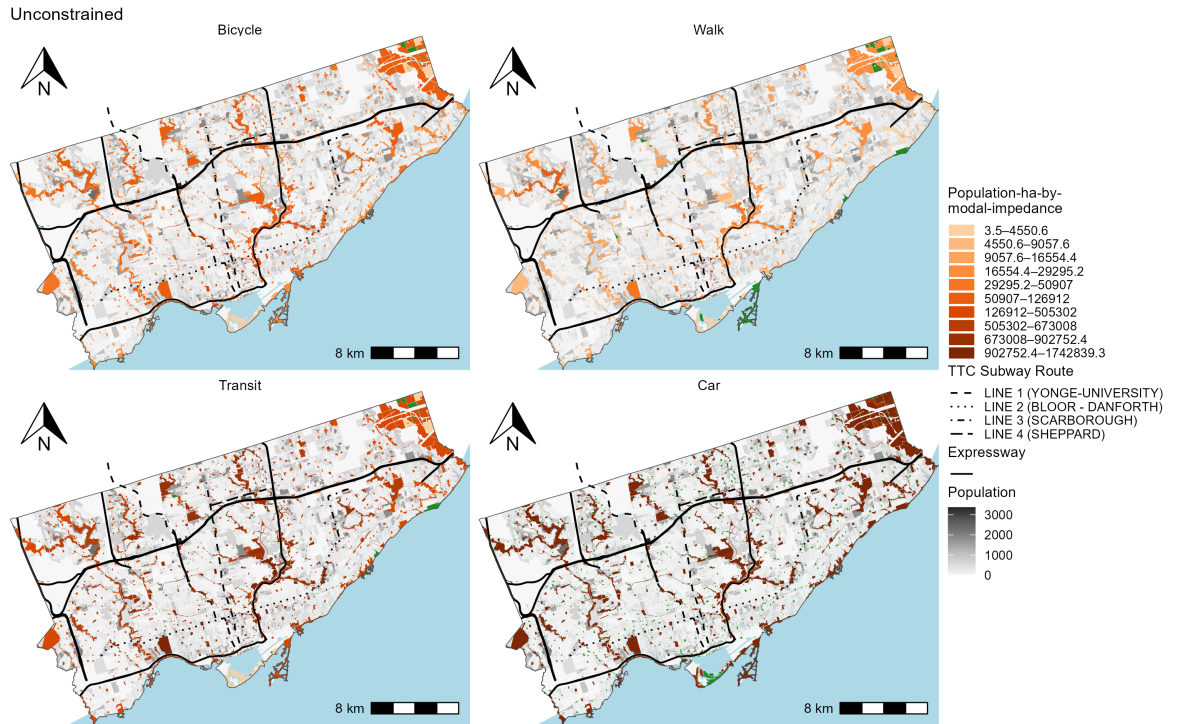 Unconstrained
Bicycle
Walk
N
N
8 km
8 km
Transit
Car
N
N
8 km
8 km
Population-ha-by-
modal-impedance
3.5–4550.6
4550.6–9057.6
9057.6–16554.4
16554.4–29295.2
29295.2–50907
50907–126912
126912–505302
505302–673008
673008–902752.4
902752.4–1742839.3
TTC Subway Route
LINE 1 (YONGE-UNIVERSITY)
LINE 2 (BLOOR - DANFORTH)
LINE 3 (SCARBOROUGH)
LINE 4 (SHEPPARD)
Expressway
Population
3000
2000
1000
0